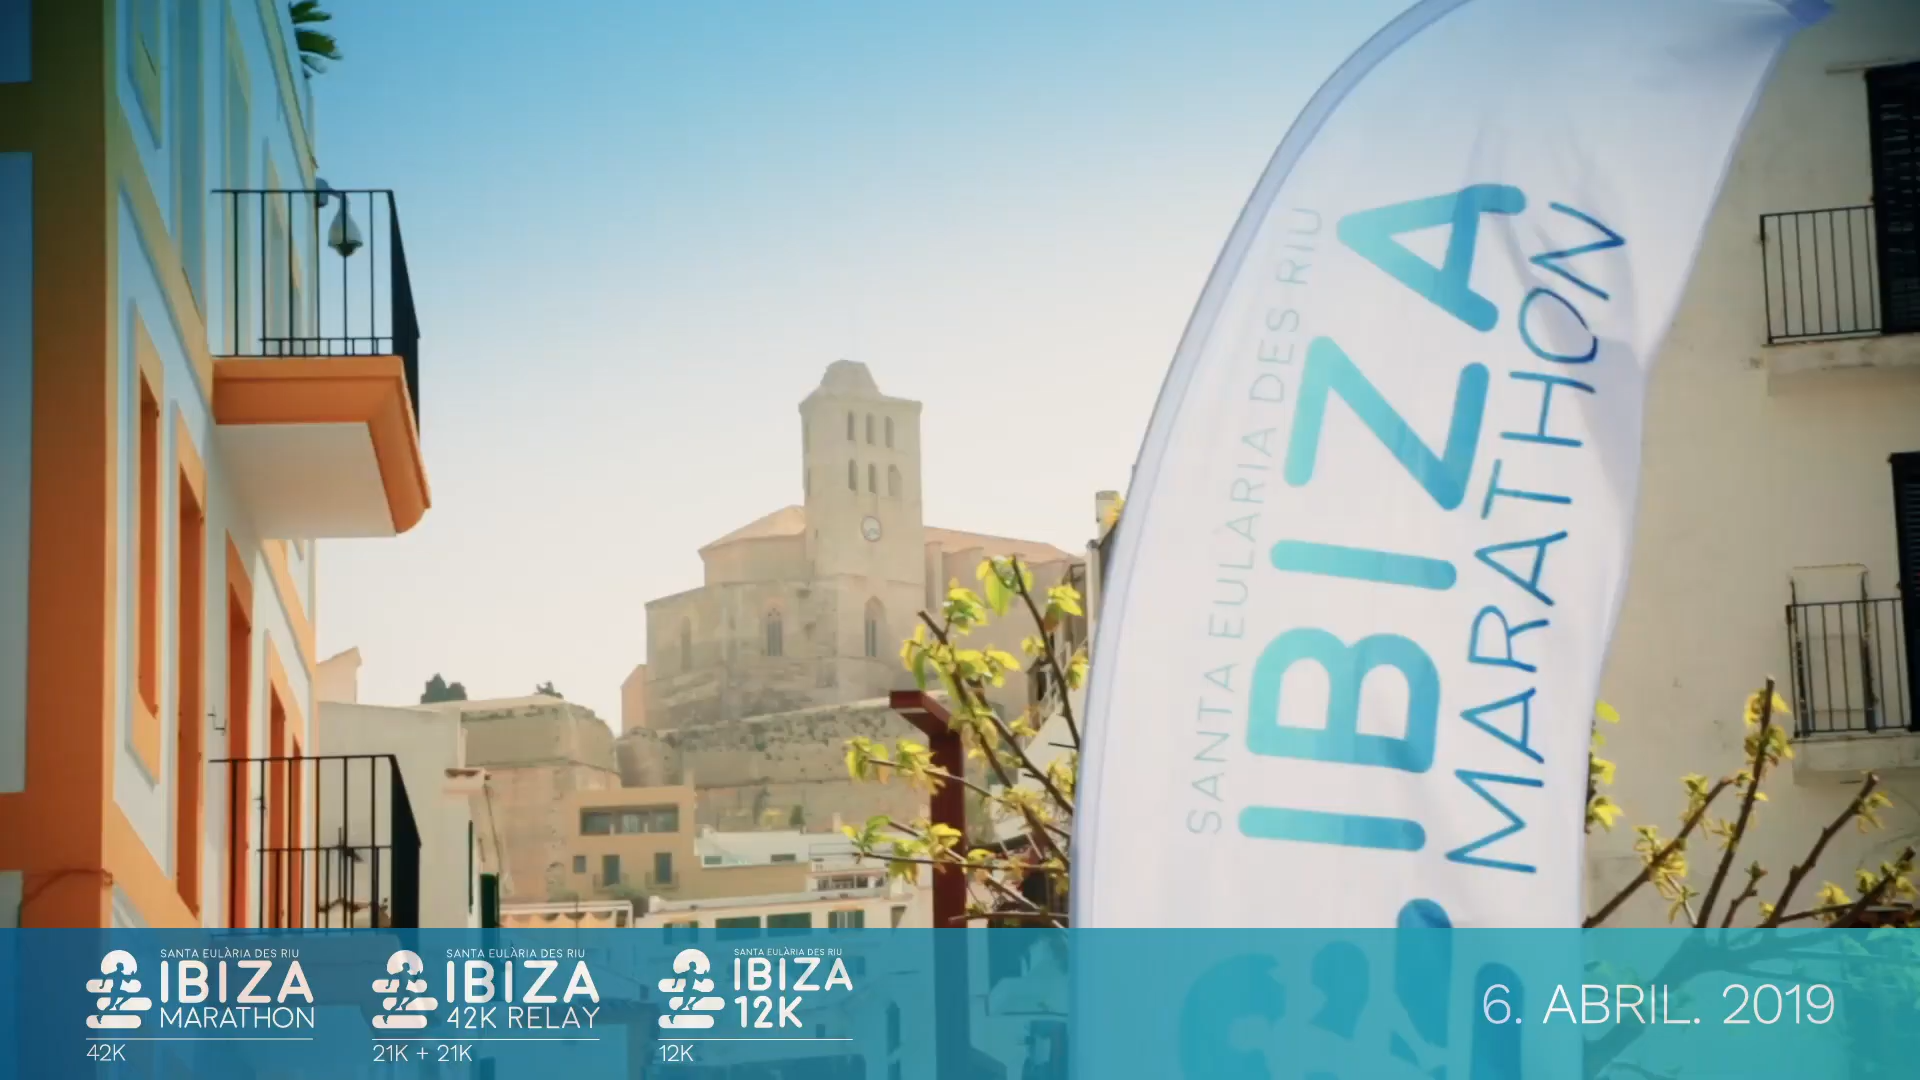 SANTA EULARIA DES RIU
IBIZA
MARATHON
SANTA EULÀRIA DES RIU
IBIZA
MARATHON
42K
SANTA EULÀRIA DES RIU
IBIZA
42K RELAY
21K + 21K
SANTA EULÀRIA DES RIU
IBIZA
12K
12K
6. ABRIL. 2019